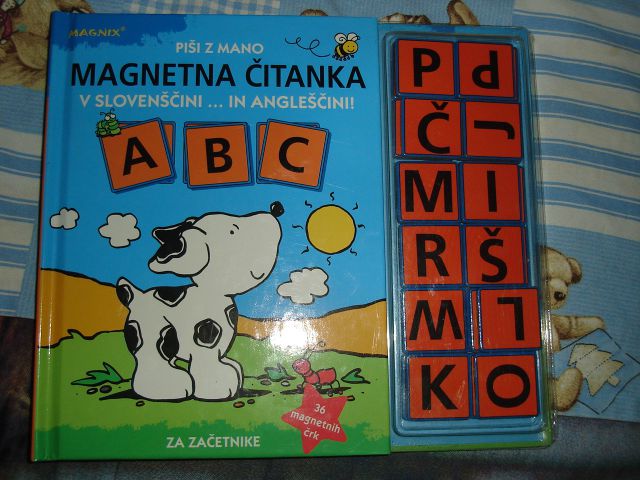 MAGNIX®
PIŠI Z MANO
MAGNETNA ČITANKA
V SLOVENŠČINI ... IN ANGLEŠČINI!
A B C
36
magnetnih
črk
ZA ZAČETNIKE
P P
Č
M I
R Š
M L
K O